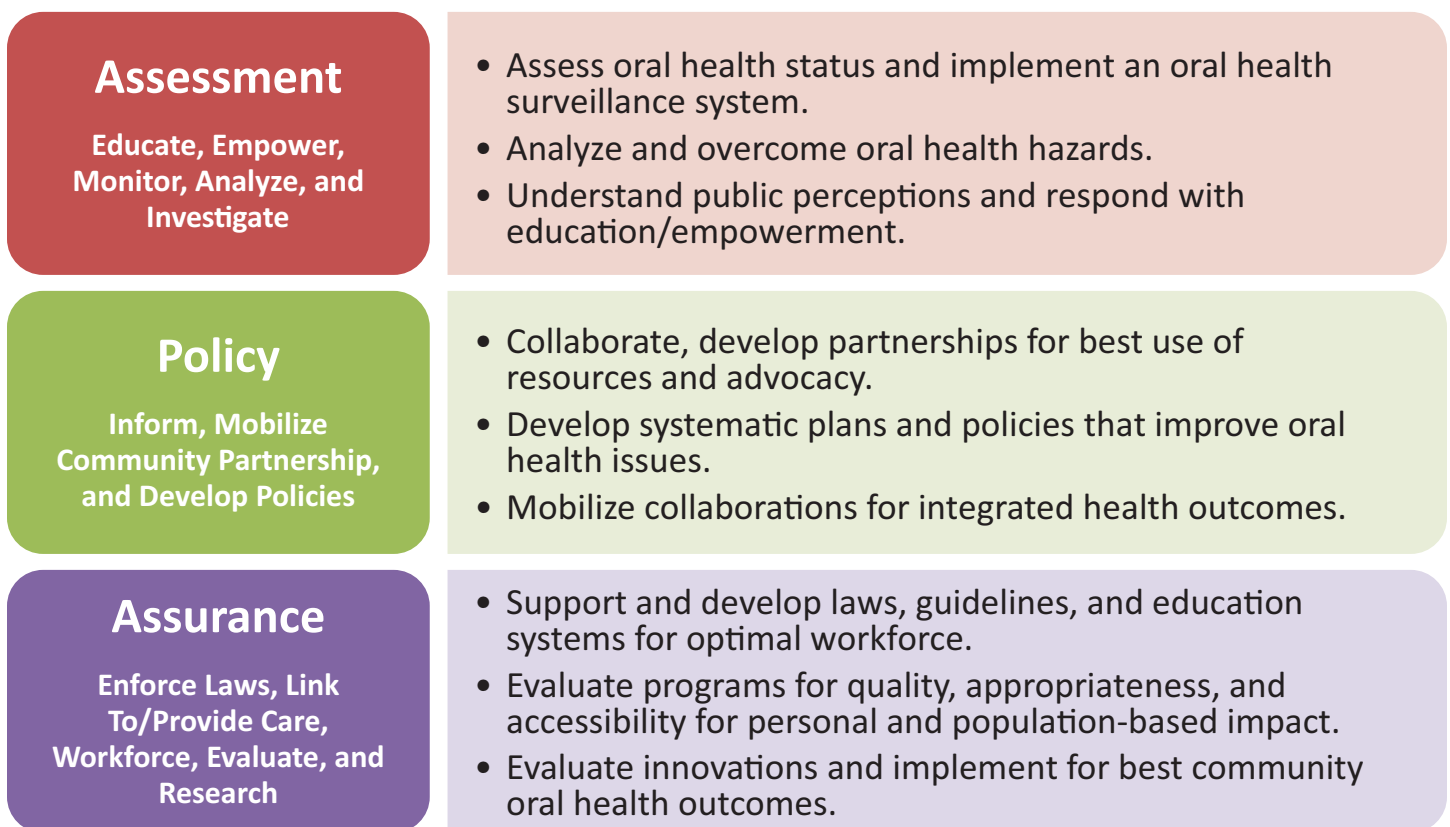 Assessment
Educate, Empower,
Monitor, Analyze, and
Investigate
• Assess oral health status and implement an oral health
surveillance system.
• Analyze and overcome oral health hazards.
• Understand public perceptions and respond with
education/empowerment.
Policy
Inform, Mobilize
Community Partnership,
and Develop Policies
• Collaborate, develop partnerships for best use of
resources and advocacy.
• Develop systematic plans and policies that improve oral
health issues.
• Mobilize collaborations for integrated health outcomes.
Assurance
Enforce Laws, Link
To/Provide Care,
Workforce, Evaluate, and
Research
• Support and develop laws, guidelines, and education
systems for optimal workforce.
• Evaluate programs for quality, appropriateness, and
accessibility for personal and population-based impact.
• Evaluate innovations and implement for best community
oral health outcomes.